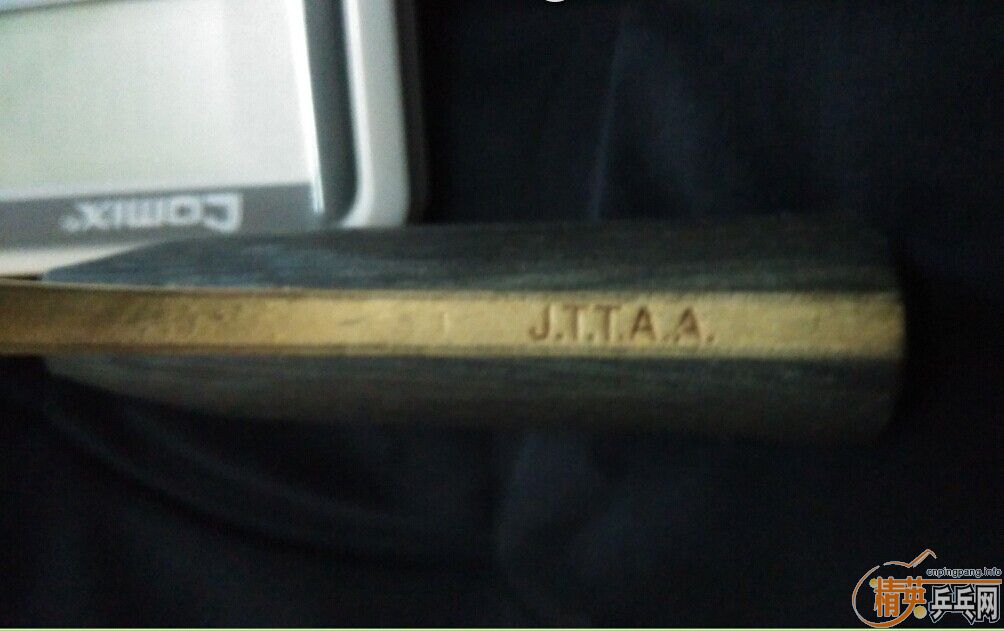 Comix®
J.T.T.A.A.
cnpingpang.info
精英乒乓网